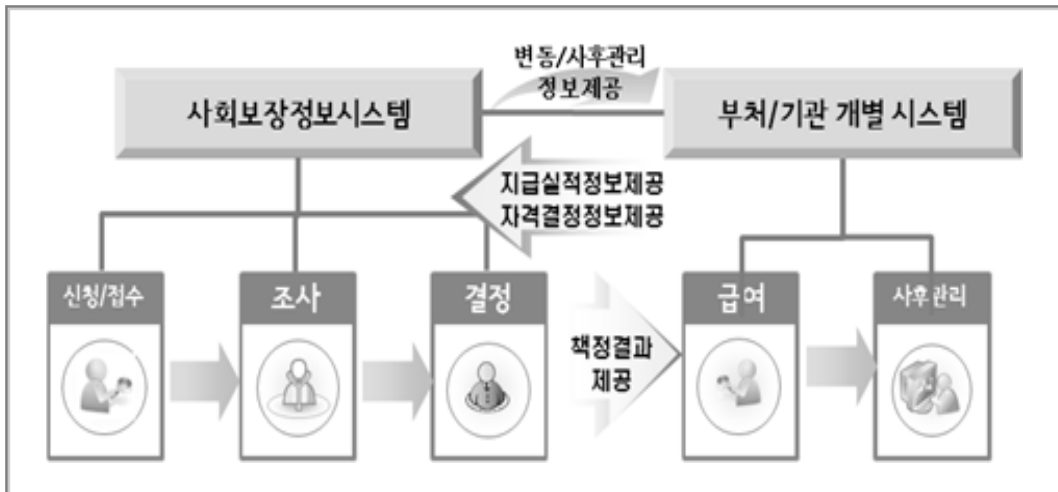 변동/사후관리
정보제공
사회보장정보시스템
부처/기관 개별 시스템
지급실적정보제공
자격결정정보제공
신청/접수
조사
결정
책정결과
제공
급여
사후관리